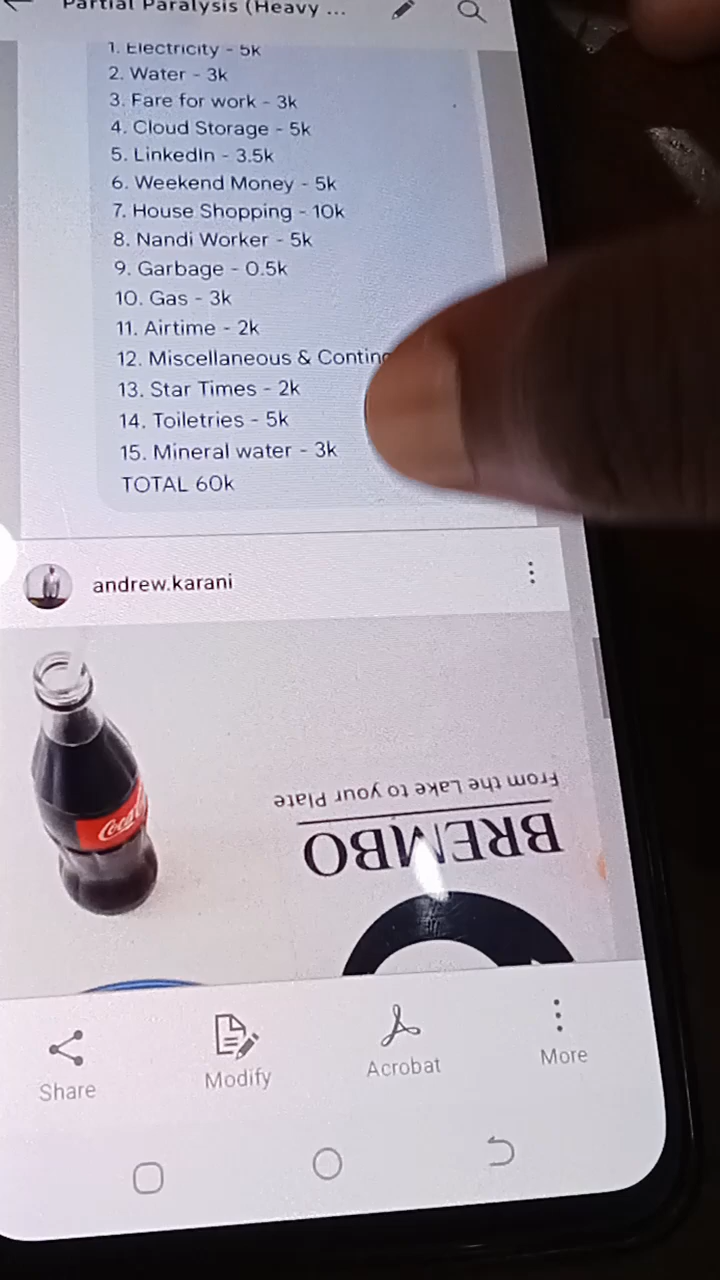 Partial Paralysis (Heavy ...
1. Electricity - 5k
2. Water - 3k
3. Fare for work - 3k
4. Cloud Storage - 5k
5. LinkedIn - 3.5k
6. Weekend Money - 5k
7. House Shopping - 10k
8. Nandi Worker - 5k
9. Garbage - 0.5k
10. Gas - 3k
11. Airtime - 2k
12. Miscellaneous & Conting
13. Star Times - 2k
14. Toiletries - 5k
15. Mineral water - 3k
TOTAL 60k
andrew.karani
From the Lake to your Plate
BREMBO
Coca
Share
Modify
Acrobat
More